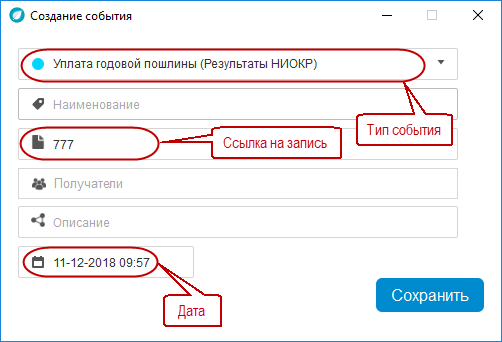 Создание события
Уплата годовой пошлины (Результаты НИОКР)
Наименование
Тип события
777
Ссылка на запись
Получатели
Описание
11-12-2018 09:57
Сохранить
Дата